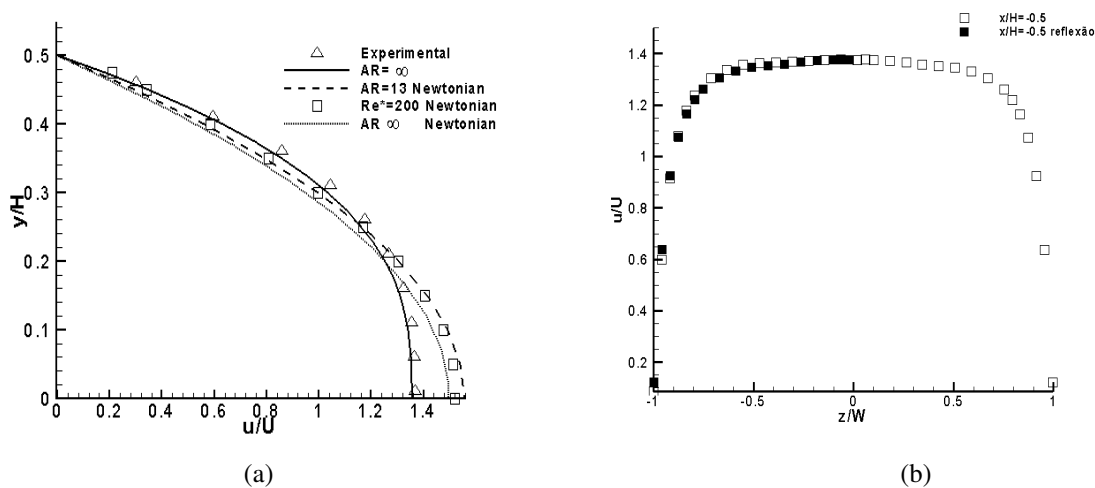 0.5
0.4
0.3
0.2
0.1
0
y/H
0
0.2
0.4
0.6
0.8
1
1.2
1.4
u/U
Experimental
AR= ∞
AR=13 Newtonian
Re*=200 Newtonian
AR ∞ Newtonian
(a)
x/H=-0.5
x/H=-0.5 reflexão
1.4
1.2
1
0.8
0.6
0.4
0.2
u/U
-1
-0.5
0
0.5
1
z/W
(b)